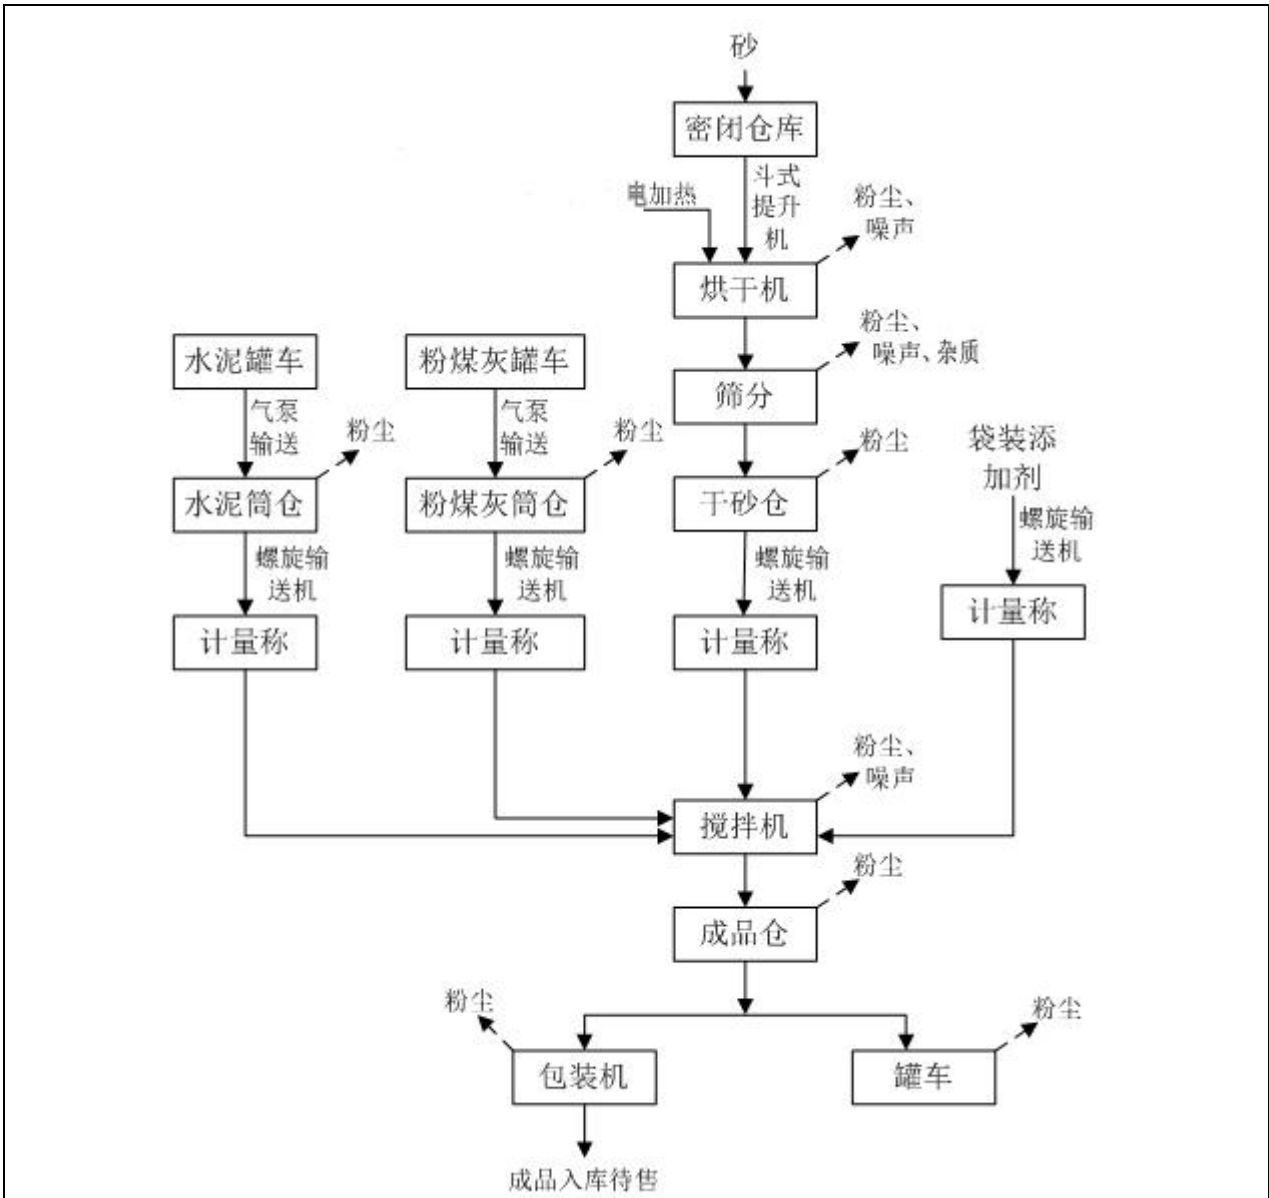 砂
密闭仓库
斗式
提升
机
电加热
粉尘、
噪声
烘干机
粉尘、
噪声、杂质
水泥罐车
粉煤灰罐车
筛分
气泵
输送
粉尘
气泵
输送
粉尘
粉尘
袋装添
加剂
水泥筒仓
粉煤灰筒仓
干砂仓
螺旋输
送机
螺旋输
送机
螺旋输
送机
螺旋输
送机
计量称
计量称
计量称
计量称
粉尘、
噪声
搅拌机
粉尘
成品仓
粉尘
粉尘
包装机
罐车
成品入库待售